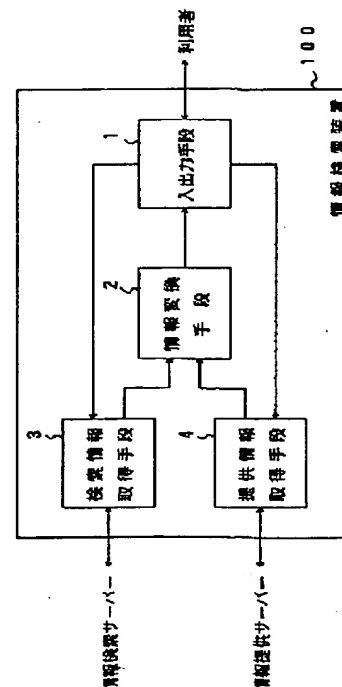 利用者
100
1
入出力手段
2
情報変換
手段
3
検索情報
取得手段
4
提供情報
取得手段
情報検索サーバー
情報提供サーバー
情報検索装置